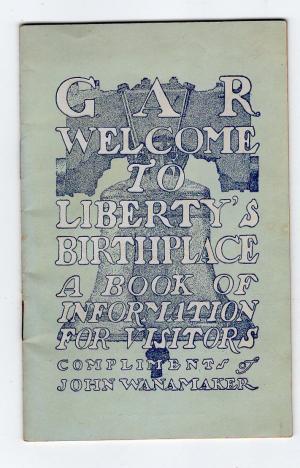 G A R
WELCOME
TO
LIBERTY'S
BIRTHPLACE
A BOOK OF
INFORMATION
FOR VISITORS
COMPLIMENTS of
JOHN WANAMAKER